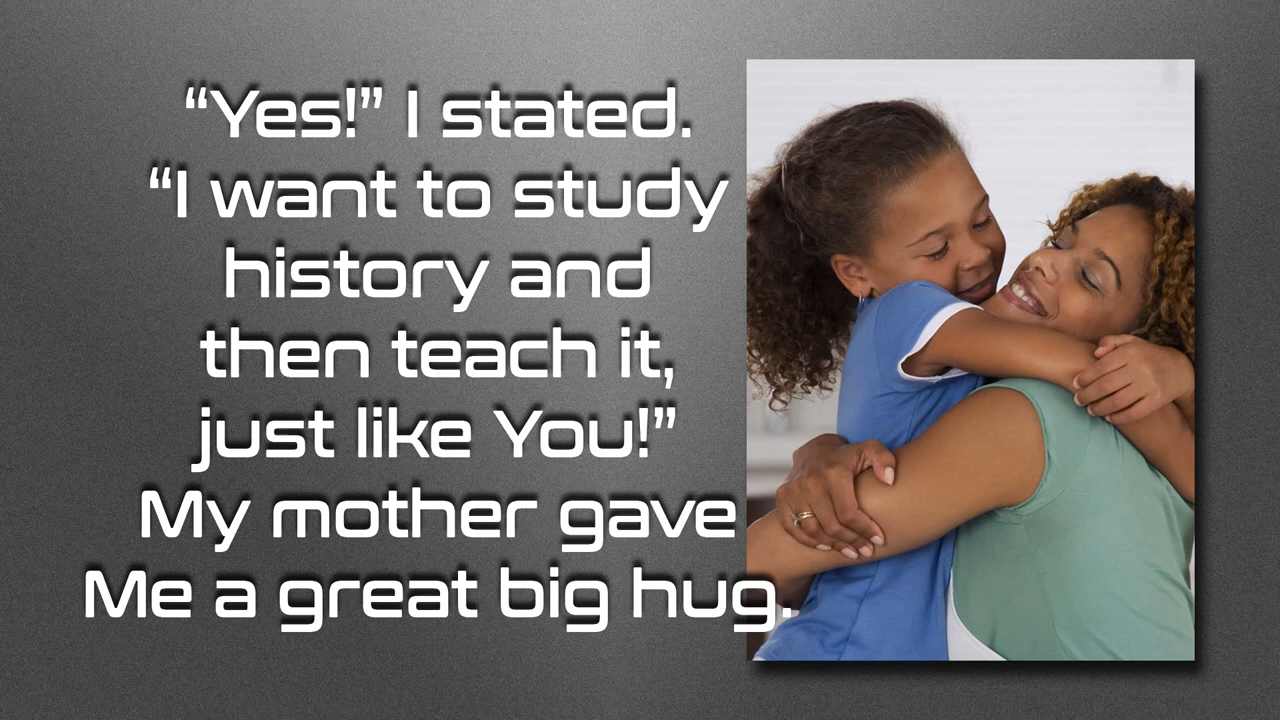 “Yes!” I stated.
“I want to study
history and
then teach it,
just like You!”
My mother gave
Me a great big hug.